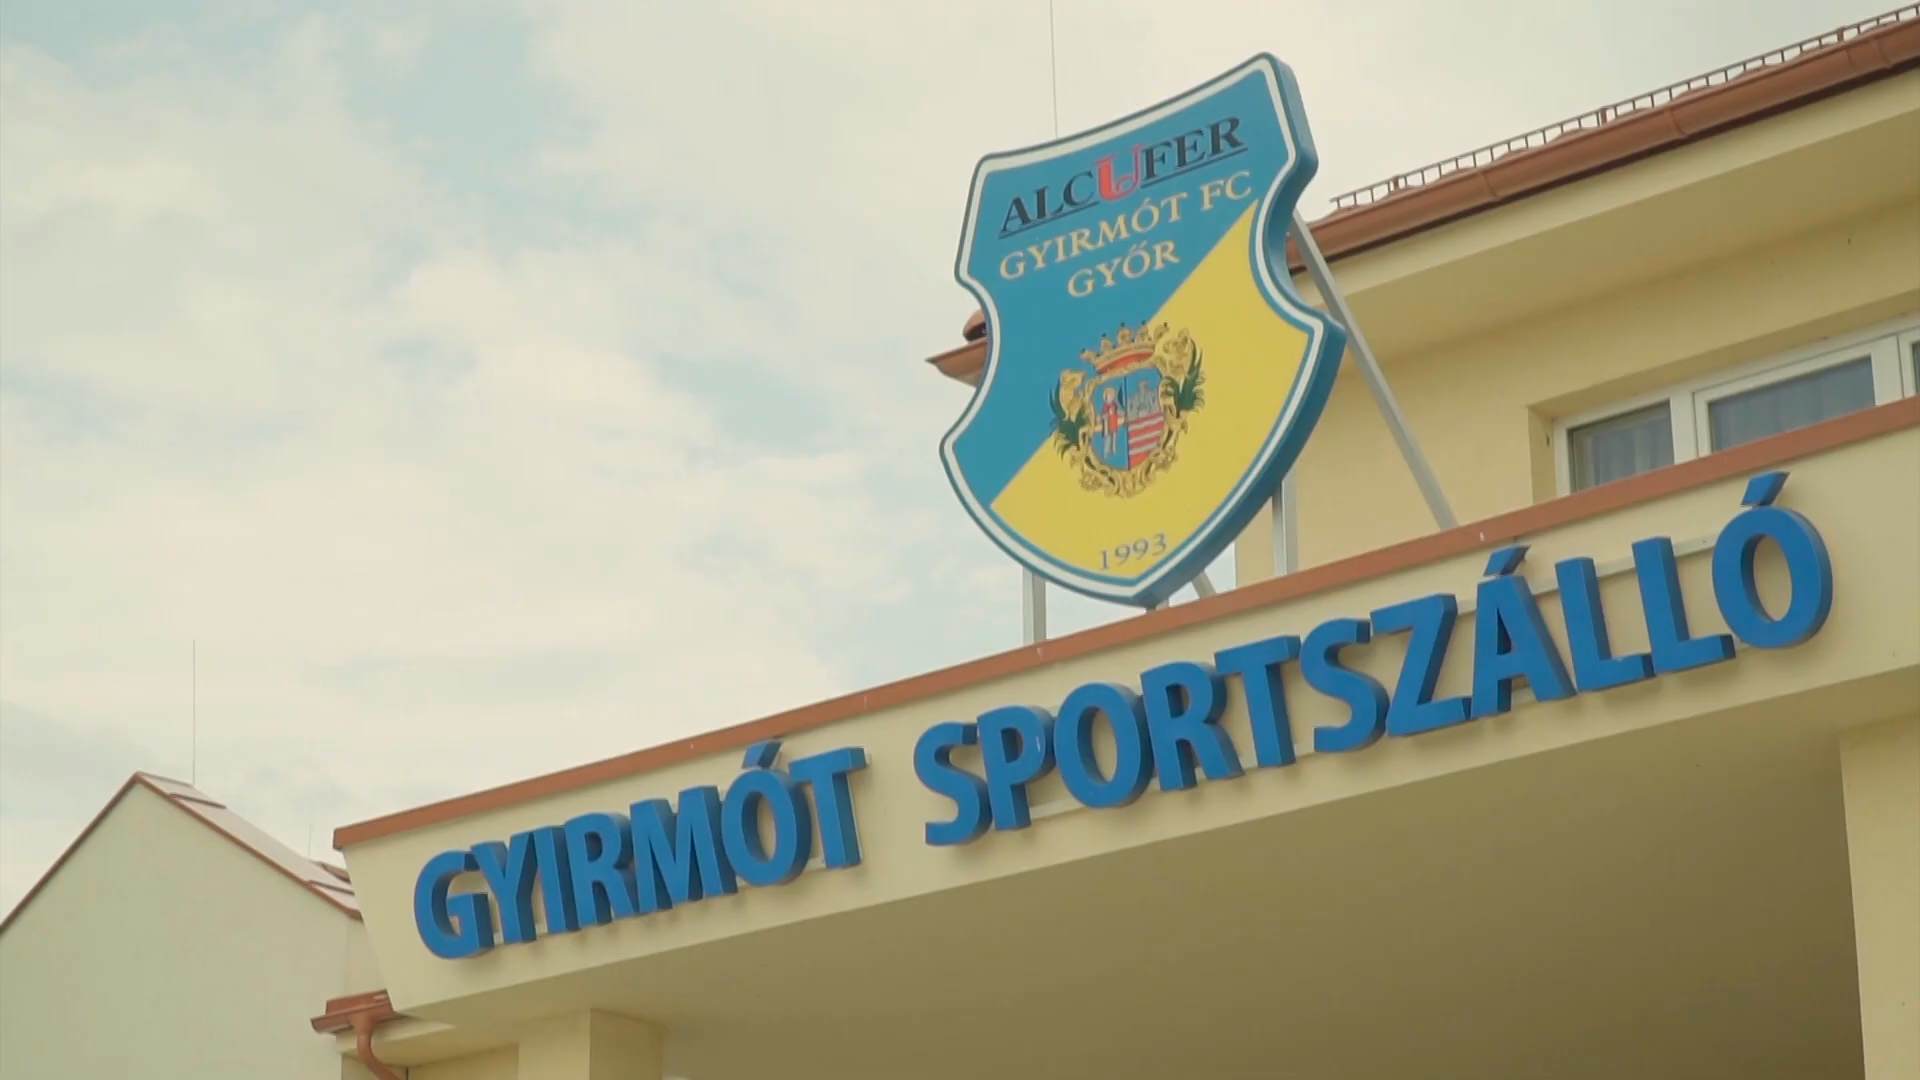 ALCUFER
GYIRMÓT FC
GYŐR
1993
GYIRMÓT SPORTSZÁLLÓ